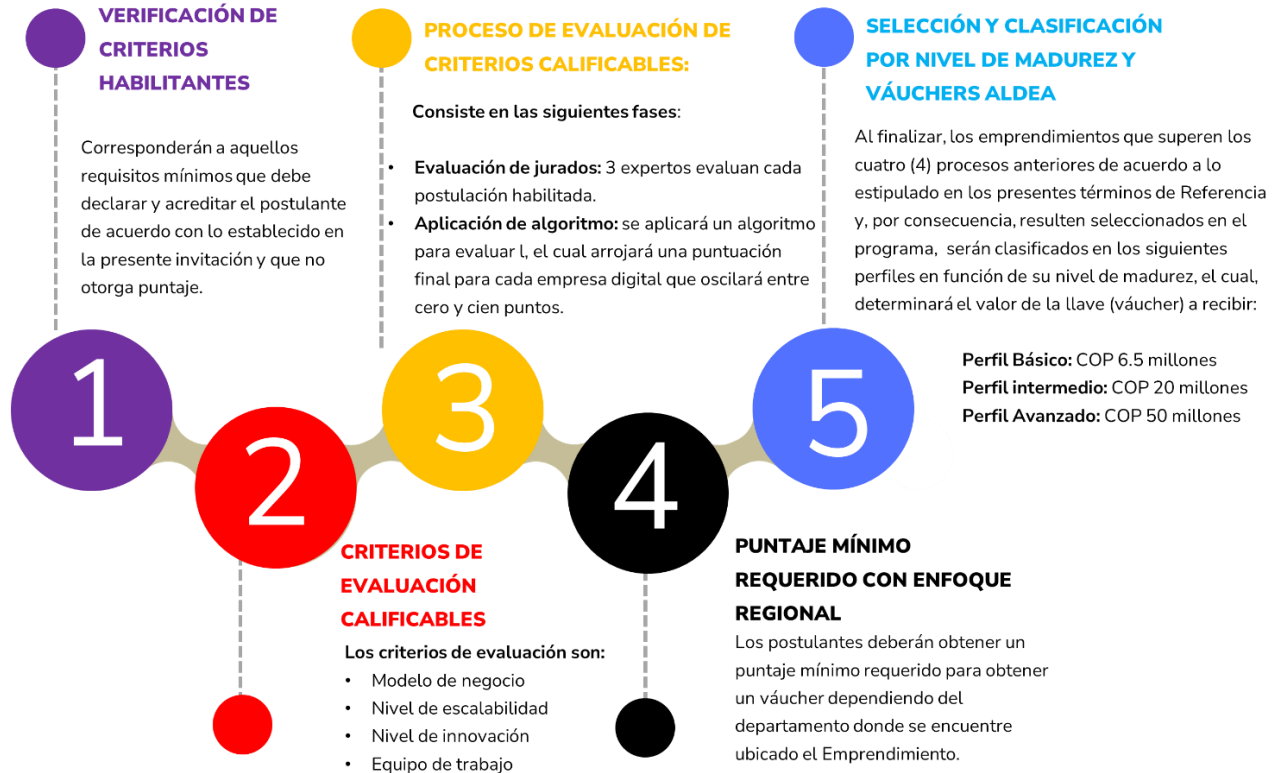 VERIFICACIÓN DE
CRITERIOS
HABILITANTES
Corresponderán a aquellos
requisitos mínimos que debe
declarar y acreditar el postulante
de acuerdo con lo establecido en
la presente invitación y que no
otorga puntaje.
1
2
CRITERIOS DE
EVALUACIÓN
CALIFICABLES
Los criterios de evaluación son:
• Modelo de negocio
• Nivel de escalabilidad
• Nivel de innovación
• Equipo de trabajo
PROCESO DE EVALUACIÓN DE
CRITERIOS CALIFICABLES:
Consiste en las siguientes fases:
• Evaluación de jurados: 3 expertos evaluan cada
postulación habilitada.
• Aplicación de algoritmo: se aplicará un algoritmo
para evaluar l, el cual arrojará una puntuación
final para cada empresa digital que oscilará entre
cero y cien puntos.
3
4
PUNTAJE MÍNIMO
REQUERIDO CON ENFOQUE
REGIONAL
Los postulantes deberán obtener un
puntaje mínimo requerido para obtener
un váucher dependiendo del
departamento donde se encuentre
ubicado el Emprendimiento.
SELECCIÓN Y CLASIFICACIÓN
POR NIVEL DE MADUREZ Y
VÁUCHERS ALDEA
Al finalizar, los emprendimientos que superen los
cuatro (4) procesos anteriores de acuerdo a lo
estipulado en los presentes términos de Referencia
y, por consecuencia, resulten seleccionados en el
programa, serán clasificados en los siguientes
perfiles en función de su nivel de madurez, el cual,
determinará el valor de la llave (váucher) a recibir:
5
Perfil Básico: COP 6.5 millones
Perfil intermedio: COP 20 millones
Perfil Avanzado: COP 50 millones